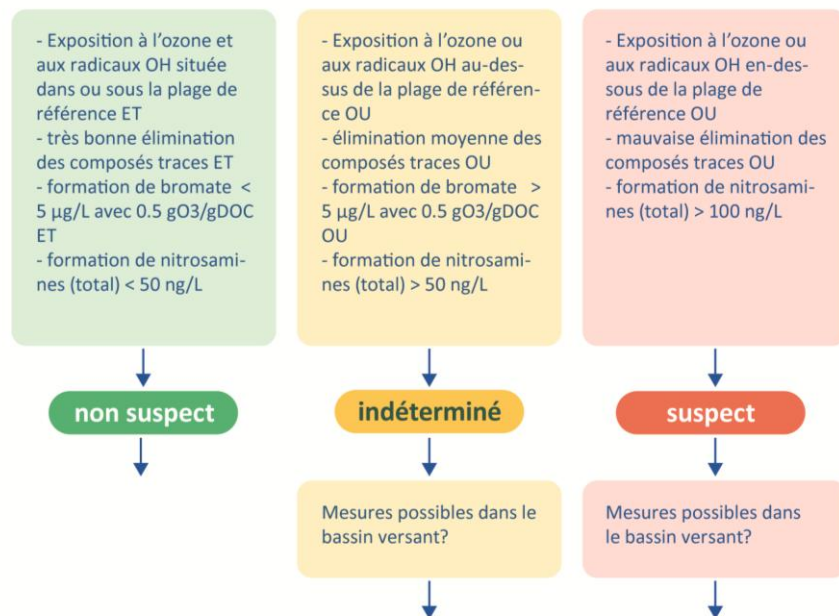 - Exposition à l'ozone et
aux radicaux OH située
dans ou sous la plage de
référence ET
- très bonne élimination
des composés traces ET
- formation de bromate <
5 µg/L avec 0.5 gO3/gDOC
ET
- formation de nitrosami-
nes (total) < 50 ng/L
non suspect
- Exposition à l'ozone ou
aux radicaux OH au-des-
sus de la plage de référen-
ce OU
- élimination moyenne des
composés traces OU
- formation de bromate >
5 µg/L avec 0.5 gO3/gDOC
OU
- formation de nitrosami-
nes (total) > 50 ng/L
indéterminé
Mesures possibles dans le
bassin versant?
- Exposition à l'ozone ou
aux radicaux OH en-des-
sous de la plage de
référence OU
- mauvaise élimination des
composés traces OU
- formation de nitrosami-
nes (total) > 100 ng/L
suspect
Mesures possibles dans
le bassin versant?